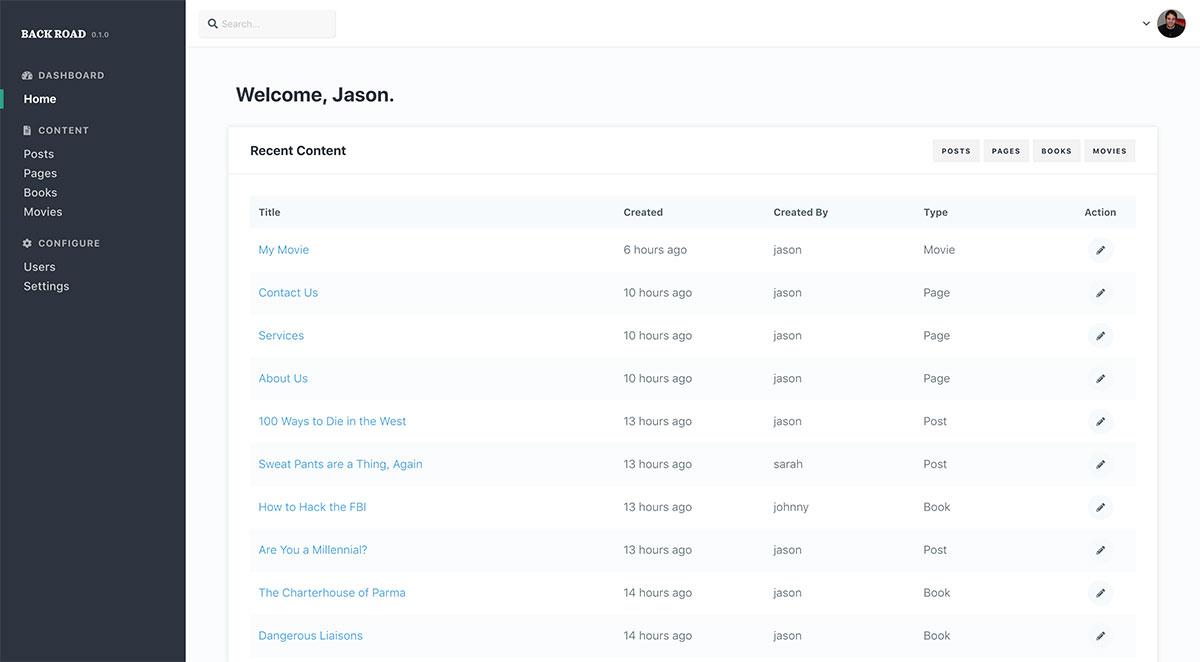 BACK ROAD 0.1.0
DASHBOARD
Home
CONTENT
Posts
Pages
Books
Movies
CONFIGURE
Users
Settings
Search...
Welcome, Jason.
Recent Content
POSTS PAGES BOOKS MOVIES
Title Created Created By Type Action
My Movie 6 hours ago jason Movie
Contact Us 10 hours ago jason Page
Services 10 hours ago jason Page
About Us 10 hours ago jason Page
100 Ways to Die in the West 13 hours ago jason Post
Sweat Pants are a Thing, Again 13 hours ago sarah Post
How to Hack the FBI 13 hours ago johnny Book
Are You a Millennial? 13 hours ago jason Post
The Charterhouse of Parma 14 hours ago jason Book
Dangerous Liaisons 14 hours ago jason Book